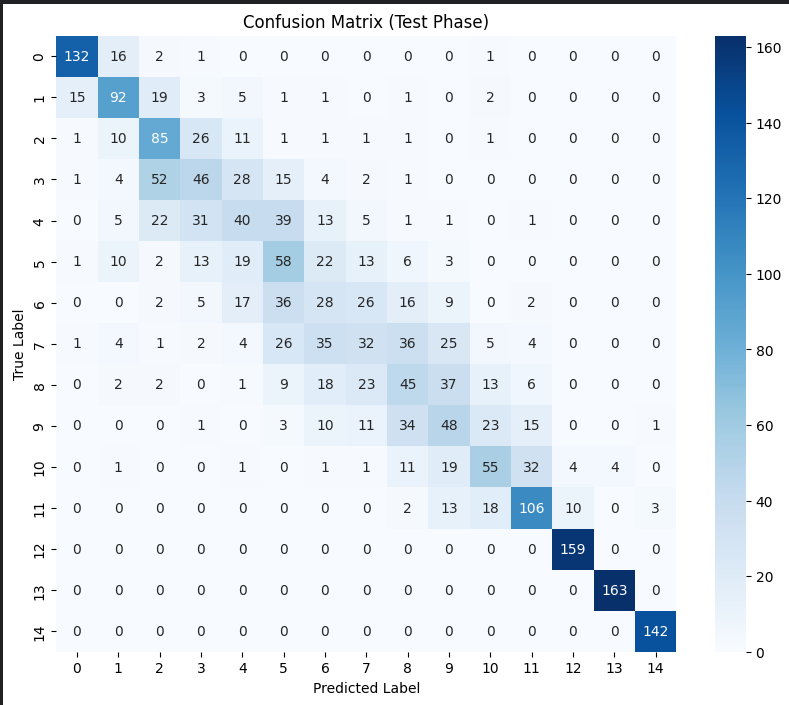 Confusion Matrix (Test Phase)
0 132 16 2 1 0 0 0 0 0 0 1 0 0 0 0
1 15 92 19 3 5 1 1 0 1 0 2 0 0 0 0
2 1 10 85 26 11 1 1 1 1 0 1 0 0 0 0
3 1 4 52 46 28 15 4 2 1 0 0 0 0 0 0
4 0 5 22 31 40 39 13 5 1 1 0 1 0 0 0
5 1 10 2 13 19 58 22 13 6 3 0 0 0 0 0
6 0 0 2 5 17 36 28 26 16 9 0 2 0 0 0
7 1 4 1 2 4 26 35 32 36 25 5 4 0 0 0
8 0 2 2 0 1 9 18 23 45 37 13 6 0 0 0
9 0 0 0 1 0 3 10 11 34 48 23 15 0 0 1
10 0 1 0 0 1 0 1 1 11 19 55 32 4 4 0
11 0 0 0 0 0 0 0 0 2 13 18 106 10 0 3
12 0 0 0 0 0 0 0 0 0 0 0 0 159 0 0
13 0 0 0 0 0 0 0 0 0 0 0 0 0 163 0
14 0 0 0 0 0 0 0 0 0 0 0 0 0 0 142
0 1 2 3 4 5 6 7 8 9 10 11 12 13 14
Predicted Label
True Label
160
140
120
100
80
60
40
20
0